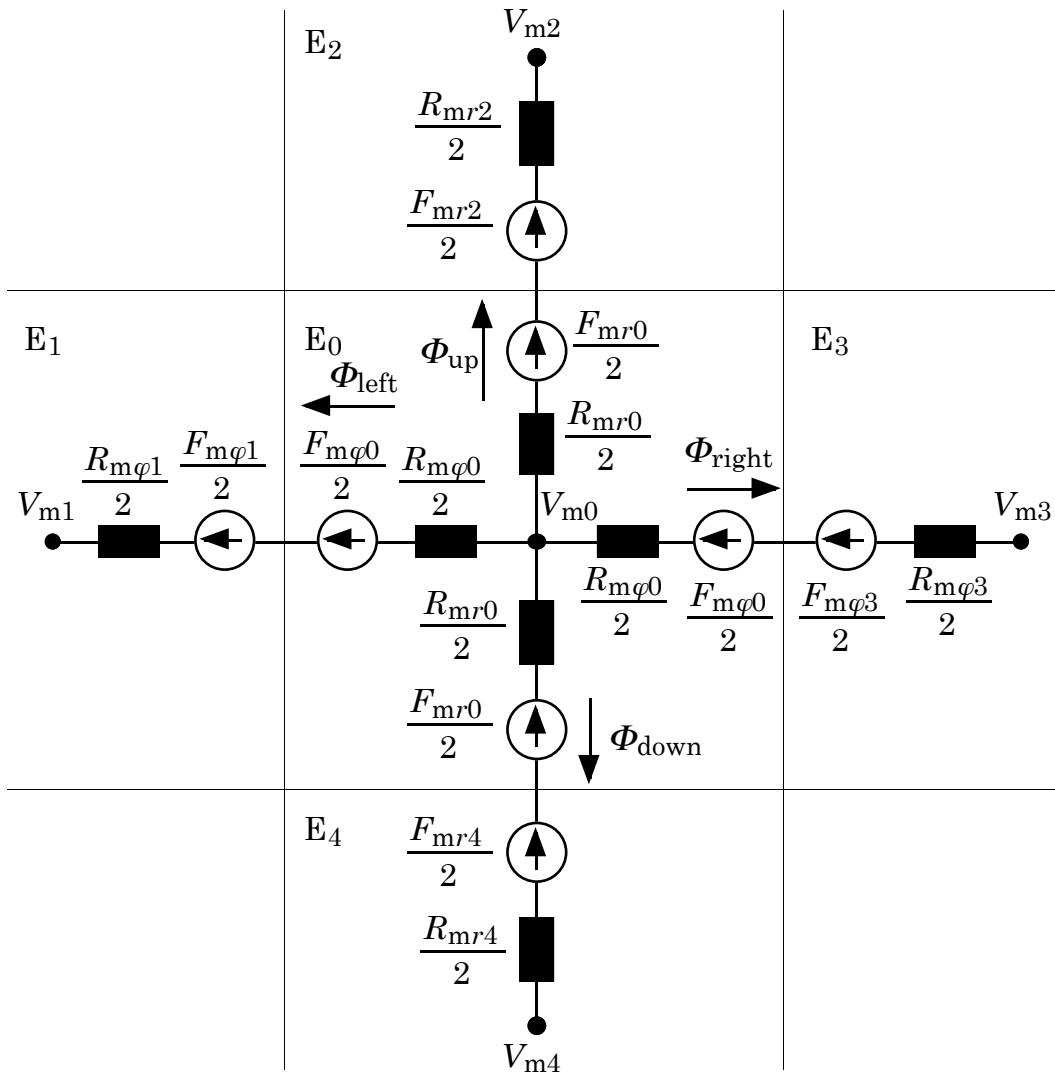 V_m2
E_2
R_mr2/2
F_mr2/2
E_1
E_0
Φ_up
F_mr0/2
E_3
Φ_left
R_mr0/2
Φ_right
R_mφ1/2
F_mφ1/2
F_mφ0/2
R_mφ0/2
V_m1
V_m0
V_m3
R_mφ0/2
F_mφ0/2
F_mφ3/2
R_mφ3/2
R_mr0/2
F_mr0/2
Φ_down
E_4
F_mr4/2
R_mr4/2
V_m4